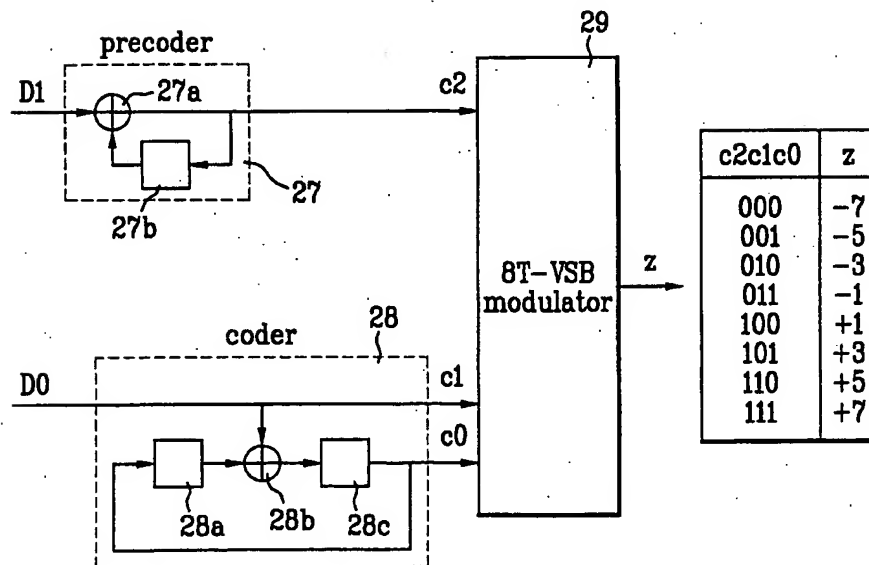 precoder
D1
27a
27b
27
c2
29
8T-VSB
modulator
z
coder
28
D0
c1
c0
28a
28b
28c
c2c1c0 z
000 -7
001 -5
010 -3
011 -1
100 +1
101 +3
110 +5
111 +7